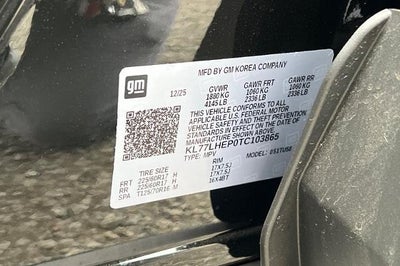 gm
MFD BY GM KOREA COMPANY
12/25
GVWR GAWR FRT GAWR RR
1880 KG 1060 KG 1060 KG
4145 LB 2336 LB 2336 LB
THIS VEHICLE CONFORMS TO ALL
APPLICABLE U.S. FEDERAL MOTOR
VEHICLE SAFETY AND THEFT PREVENTION
STANDARDS IN EFFECT ON THE DATE OF
MANUFACTURE SHOWN ABOVE.
KL77LHEP0TC103865
TYPE: MPV MODEL:
TIRE SIZE RIM
FRT 225/60R17 H 17X7.5J
RR 225/60R17 H 17X7.5J
SPA T125/70R16 M 16X4BT